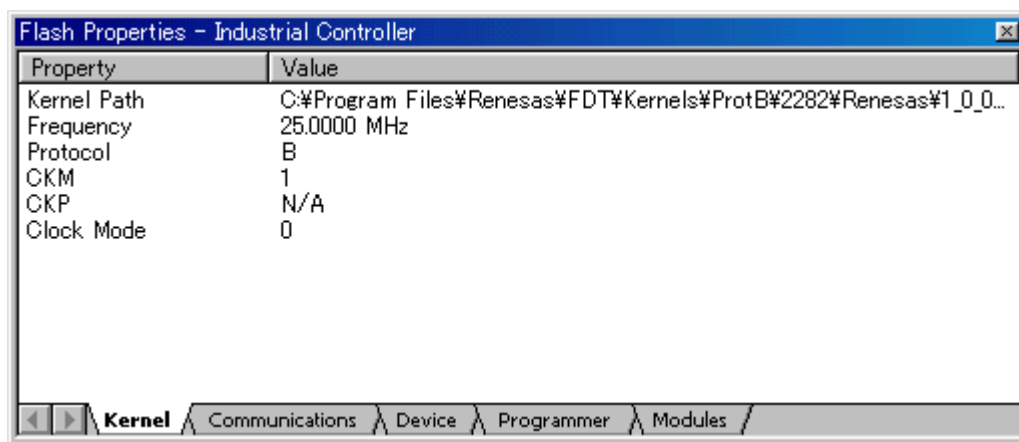 Flash Properties - Industrial Controller
Property Value
Kernel Path C:¥Program Files¥Renesas¥FDT¥Kernels¥ProtB¥2282¥Renesas¥1_0_0...
Frequency 25.0000 MHz
Protocol B
CKM 1
CKP N/A
Clock Mode 0
Kernel Communications Device Programmer Modules